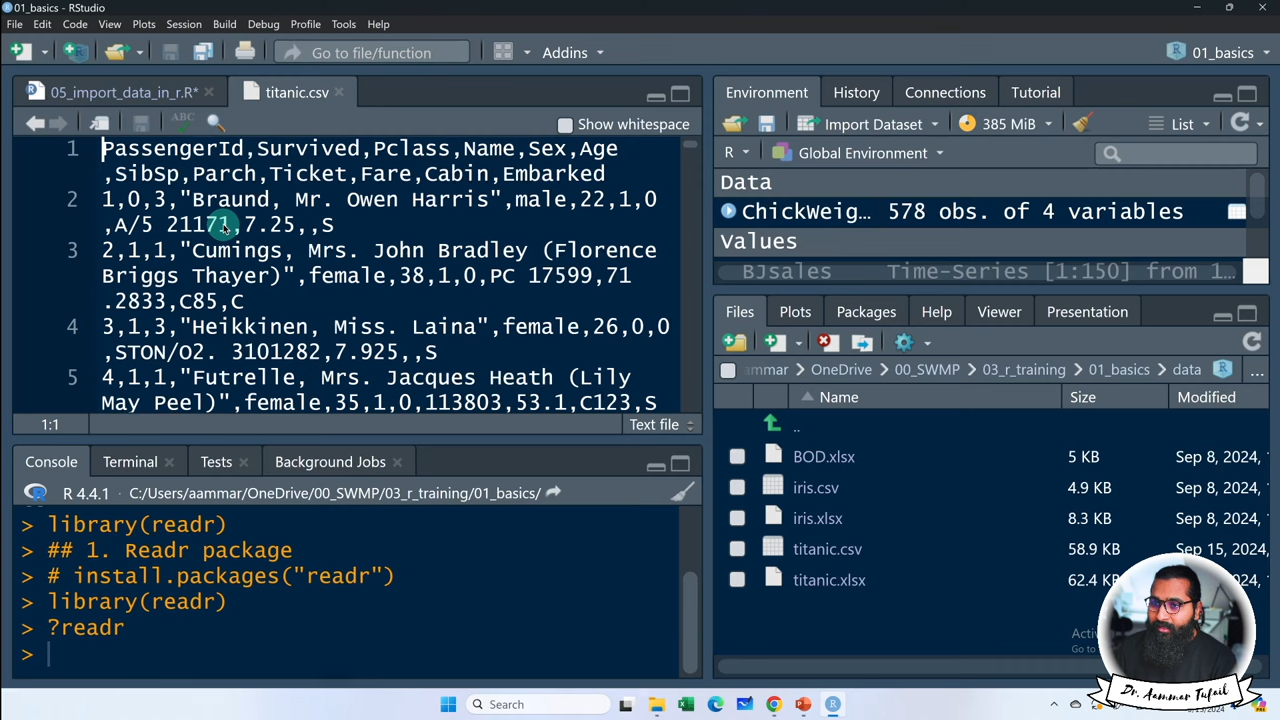 01_basics - RStudio
File Edit Code View Plots Session Build Debug Profile Tools Help
Go to file/function
Addins
01_basics
05_import_data_in_r.R*
titanic.csv
ABC
Show whitespace
1 PassengerId,Survived,Pclass,Name,Sex,Age
,SibSp,Parch,Ticket,Fare,Cabin,Embarked
2 1,0,3,"Braund, Mr. Owen Harris",male,22,1,0
,A/5 21171,7.25,,S
3 2,1,1,"Cumings, Mrs. John Bradley (Florence
Briggs Thayer)",female,38,1,0,PC 17599,71
.2833,C85,C
4 3,1,3,"Heikkinen, Miss. Laina",female,26,0,0
,STON/O2. 3101282,7.925,,S
5 4,1,1,"Futrelle, Mrs. Jacques Heath (Lily
May Peel)",female,35,1,0,113803,53.1,C123,S
1:1
Text file
Console Terminal Tests Background Jobs
R 4.4.1 · C:/Users/aammar/OneDrive/00_SWMP/03_r_training/01_basics/
> library(readr)
> ## 1. Readr package
> # install.packages("readr")
> library(readr)
> ?readr
>
Environment History Connections Tutorial
Import Dataset 385 MiB List
R Global Environment
Data
ChickWeig… 578 obs. of 4 variables
Values
BJsales Time-Series [1:150] from 1…
Files Plots Packages Help Viewer Presentation
ammar OneDrive 00_SWMP 03_r_training 01_basics data ...
Name Size Modified
..
BOD.xlsx 5 KB Sep 8, 2024,
iris.csv 4.9 KB Sep 8, 2024,
iris.xlsx 8.3 KB Sep 8, 2024,
titanic.csv 58.9 KB Sep 15, 2024,
titanic.xlsx 62.4 K
Dr. Aammar Tufail
Search